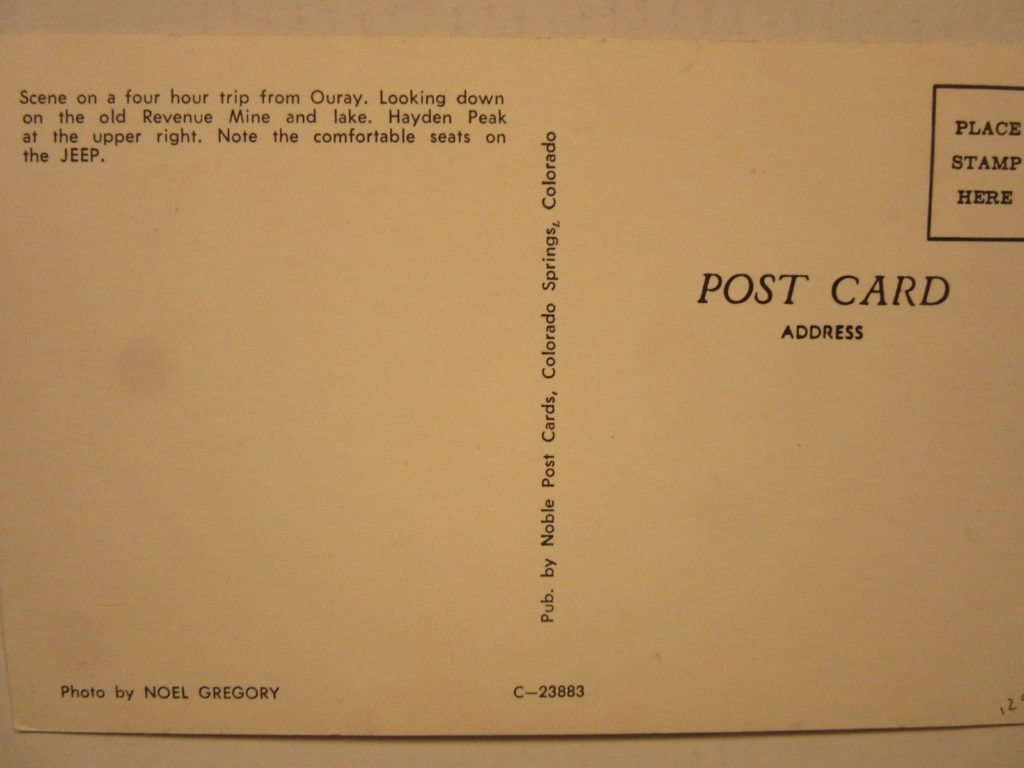 Scene on a four hour trip from Ouray. Looking down
on the old Revenue Mine and lake. Hayden Peak
at the upper right. Note the comfortable seats on
the JEEP.
Pub. by Noble Post Cards, Colorado Springs, Colorado
PLACE
STAMP
HERE
POST CARD
ADDRESS
Photo by NOEL GREGORY
C–23883